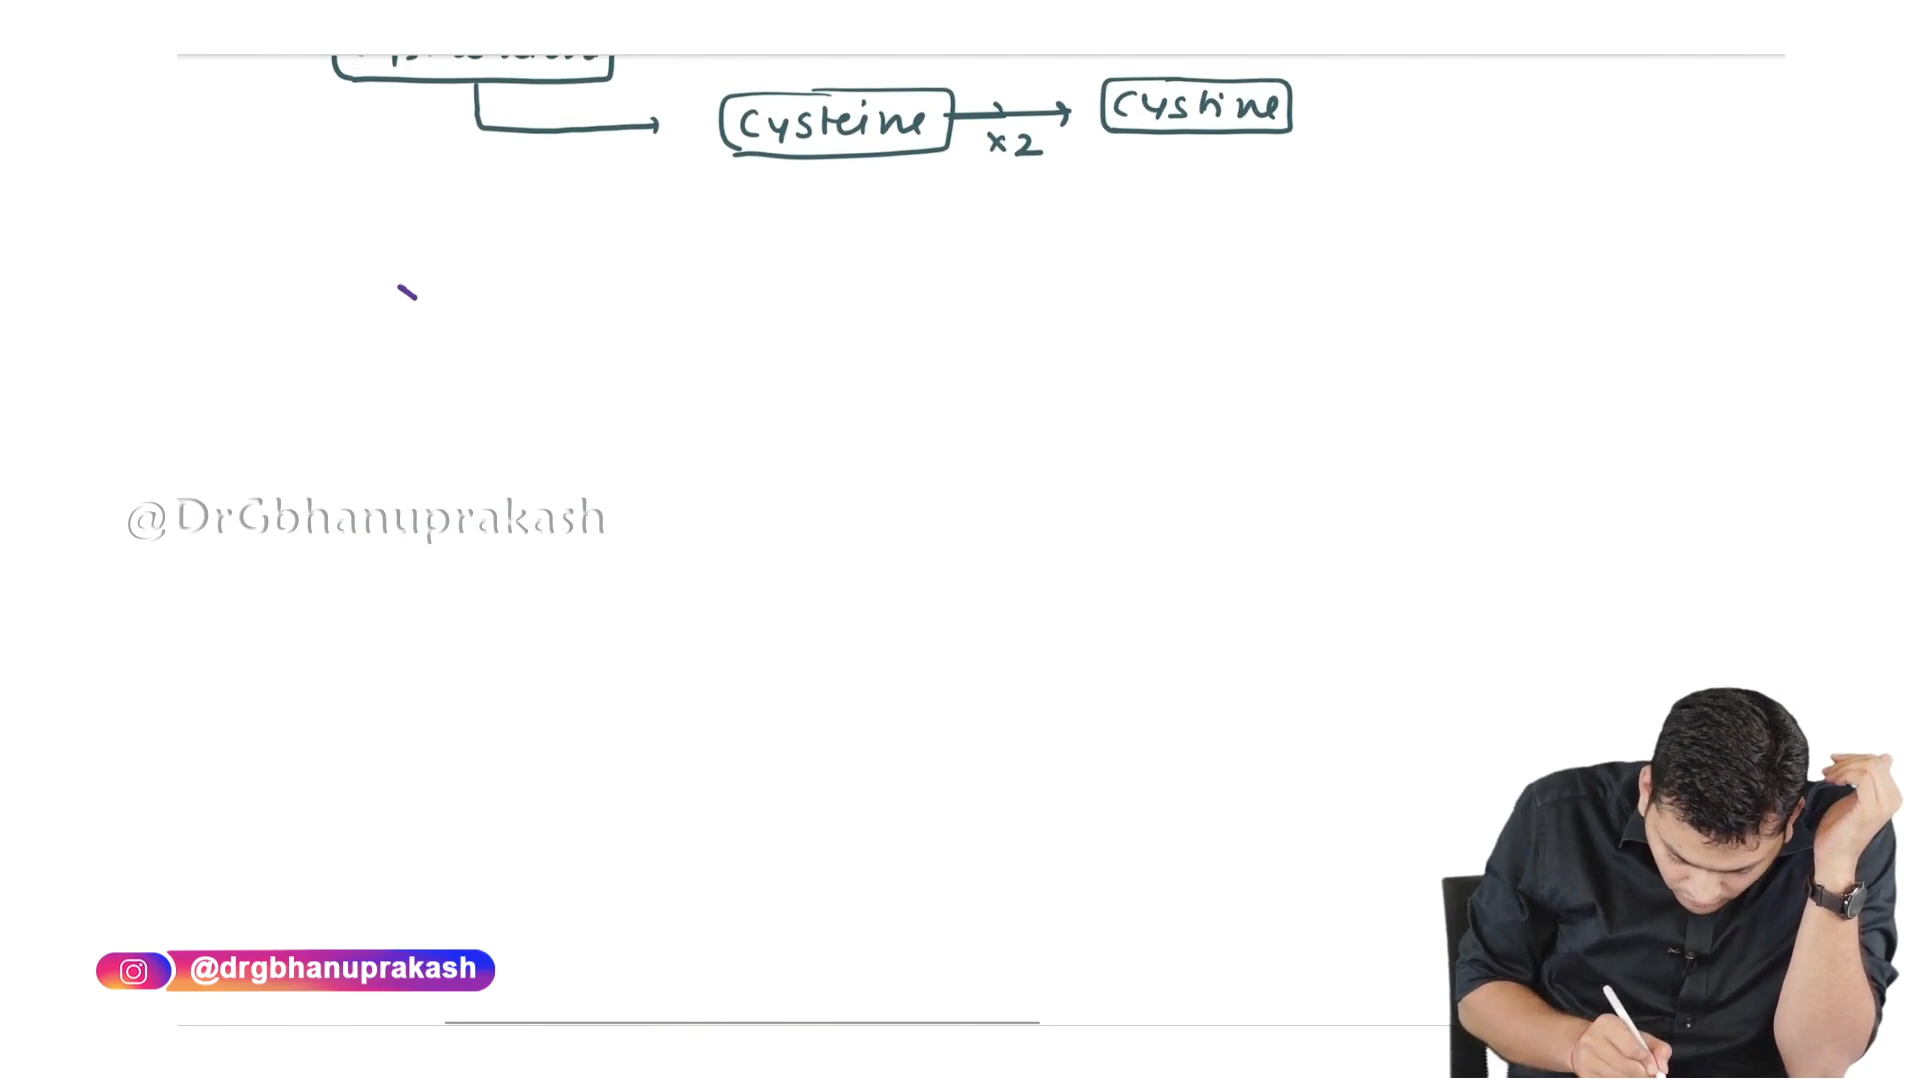 Cysteine
Cystine
x2
@DrGbhanuprakash
@drgbhanuprakash